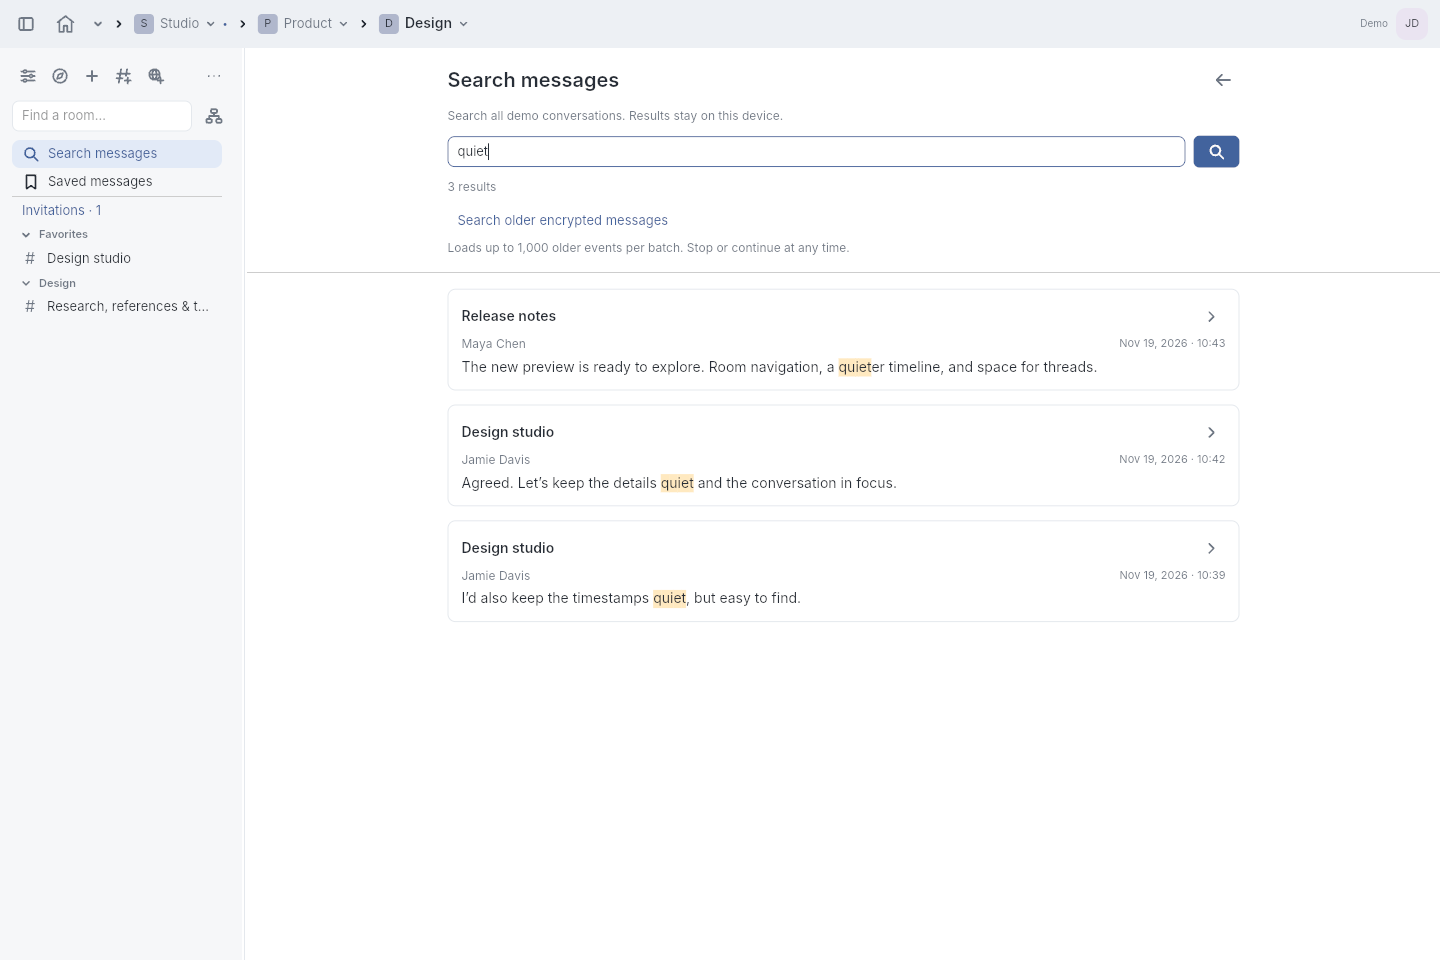 S Studio P Product D Design Demo JD
Find a room...
Search messages
Saved messages
Invitations · 1
Favorites
# Design studio
Design
# Research, references & t...
Search messages
Search all demo conversations. Results stay on this device.
quiet
3 results
Search older encrypted messages
Loads up to 1,000 older events per batch. Stop or continue at any time.
Release notes
Maya Chen Nov 19, 2026 · 10:43
The new preview is ready to explore. Room navigation, a quieter timeline, and space for threads.
Design studio
Jamie Davis Nov 19, 2026 · 10:42
Agreed. Let’s keep the details quiet and the conversation in focus.
Design studio
Jamie Davis Nov 19, 2026 · 10:39
I’d also keep the timestamps quiet, but easy to find.